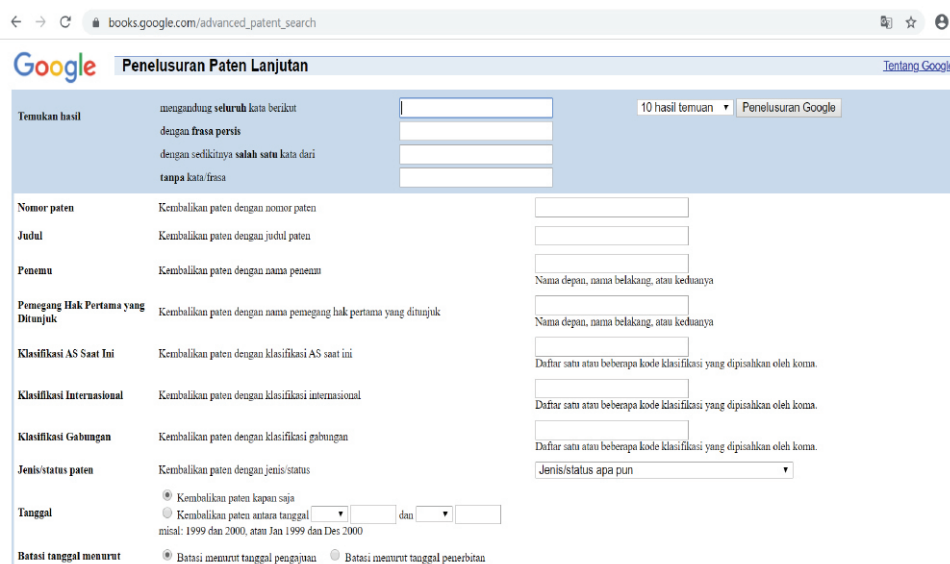 books.google.com/advanced_patent_search
Google Penelusuran Paten Lanjutan
Tentang Google
Temukan hasil
mengandung seluruh kata berikut
10 hasil temuan Penelusuran Google
dengan frasa persis
dengan sedikitnya salah satu kata dari
tanpa kata/frasa
Nomor paten Kembalikan paten dengan nomor paten
Judul Kembalikan paten dengan judul paten
Penemu Kembalikan paten dengan nama penemu
Nama depan, nama belakang, atau keduanya
Pemegang Hak Pertama yang
Ditunjuk
Kembalikan paten dengan nama pemegang hak pertama yang ditunjuk
Nama depan, nama belakang, atau keduanya
Klasifikasi AS Saat Ini Kembalikan paten dengan klasifikasi AS saat ini
Daftar satu atau beberapa kode klasifikasi yang dipisahkan oleh koma.
Klasifikasi Internasional Kembalikan paten dengan klasifikasi internasional
Daftar satu atau beberapa kode klasifikasi yang dipisahkan oleh koma.
Klasifikasi Gabungan Kembalikan paten dengan klasifikasi gabungan
Daftar satu atau beberapa kode klasifikasi yang dipisahkan oleh koma.
Jenis/status paten Kembalikan paten dengan jenis/status Jenis/status apa pun
Tanggal
Kembalikan paten kapan saja
Kembalikan paten antara tanggal dan
misal: 1999 dan 2000, atau Jan 1999 dan Des 2000
Batasi tanggal menurut Batasi menurut tanggal pengajuan Batasi menurut tanggal penerbitan